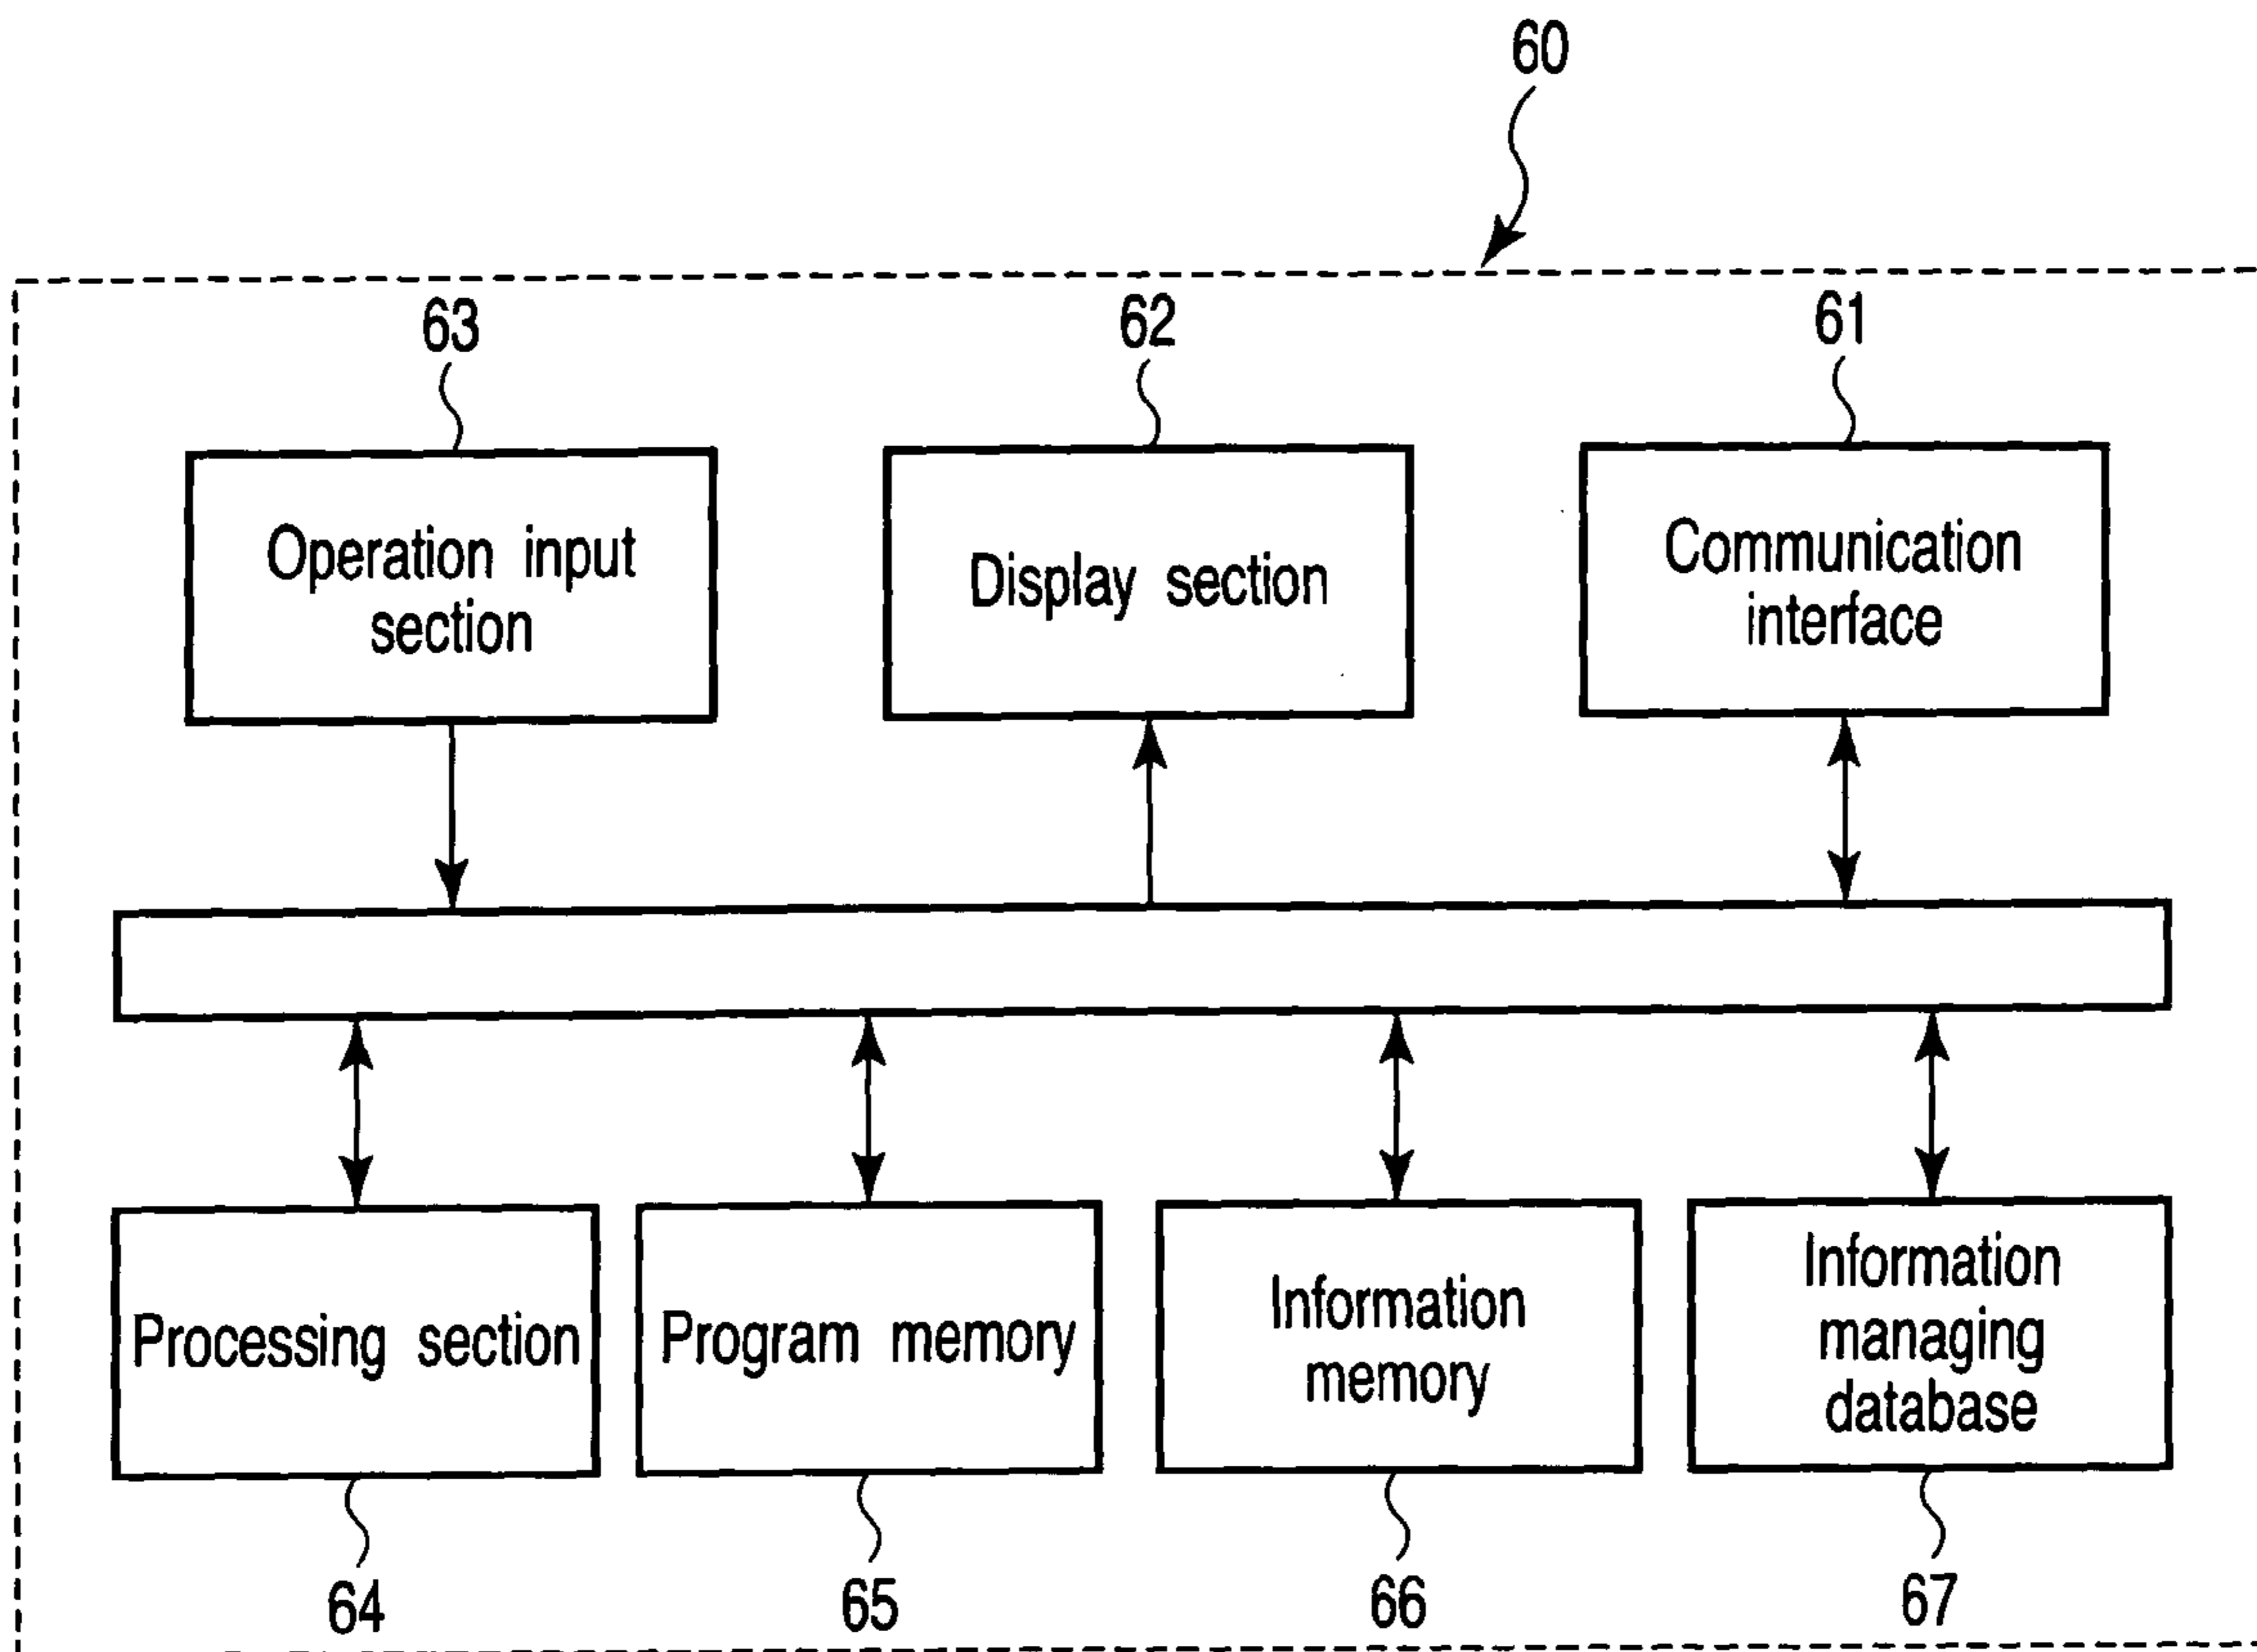 60
63
62
61
Operation input
section
Display section
Communication
interface
Processing section
Program memory
Information
memory
Information
managing
database
64
65
66
67